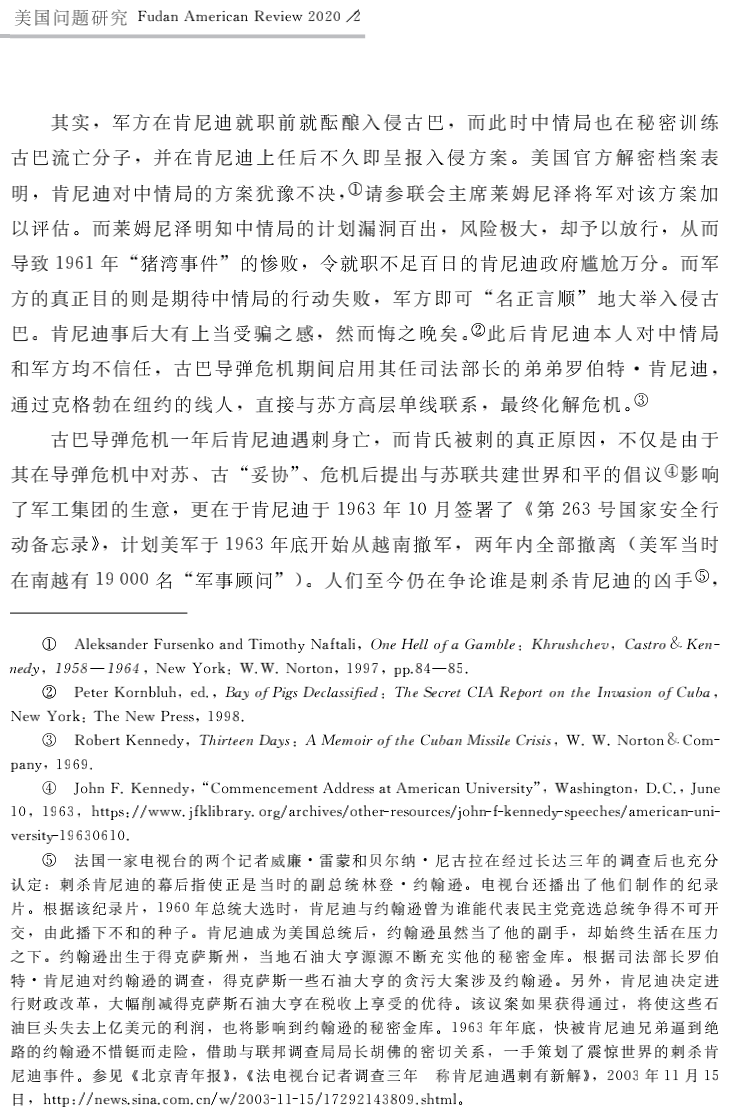 美国问题研究 Fudan American Review 2020/2
其实，军方在肯尼迪就职前就酝酿入侵古巴，而此时中情局也在秘密训练
古巴流亡分子，并在肯尼迪上任后不久即呈报入侵方案。美国官方解密档案表
明，肯尼迪对中情局的方案犹豫不决，①请参联会主席莱姆尼泽将军对该方案加
以评估。而莱姆尼泽明知中情局的计划漏洞百出，风险极大，却予以放行，从而
导致 1961 年“猪湾事件”的惨败，令就职不足百日的肯尼迪政府尴尬万分。而军
方的真正目的则是期待中情局的行动失败，军方即可“名正言顺”地大举入侵古
巴。肯尼迪事后大有上当受骗之感，然而悔之晚矣。②此后肯尼迪本人对中情局
和军方均不信任，古巴导弹危机期间启用其任司法部长的弟弟罗伯特·肯尼迪，
通过克格勃在纽约的线人，直接与苏方高层单线联系，最终化解危机。③
古巴导弹危机一年后肯尼迪遇刺身亡，而肯氏被刺的真正原因，不仅是由于
其在导弹危机中对苏、古“妥协”、危机后提出与苏联共建世界和平的倡议④影响
了军工集团的生意，更在于肯尼迪于 1963 年 10 月签署了《第 263 号国家安全行
动备忘录》，计划美军于 1963 年底开始从越南撤军，两年内全部撤离（美军当时
在南越有 19 000 名“军事顾问”）。人们至今仍在争论谁是刺杀肯尼迪的凶手⑤，
① Aleksander Fursenko and Timothy Naftali, One Hell of a Gamble: Khrushchev, Castro & Ken-
nedy, 1958—1964, New York: W.W. Norton, 1997, pp.84—85.
② Peter Kornbluh, ed., Bay of Pigs Declassified: The Secret CIA Report on the Invasion of Cuba,
New York: The New Press, 1998.
③ Robert Kennedy, Thirteen Days: A Memoir of the Cuban Missile Crisis, W. W. Norton & Com-
pany, 1969.
④ John F. Kennedy, “Commencement Address at American University”, Washington, D.C., June
10, 1963, https://www.jfklibrary.org/archives/other-resources/john-f-kennedy-speeches/american-uni-
versity-19630610.
⑤ 法国一家电视台的两个记者威廉·雷蒙和贝尔纳·尼古拉在经过长达三年的调查后也充分
认定：刺杀肯尼迪的幕后指使正是当时的副总统林登·约翰逊。电视台还播出了他们制作的纪录
片。根据该纪录片，1960 年总统大选时，肯尼迪与约翰逊曾为谁能代表民主党竞选总统争得不可开
交，由此播下不和的种子。肯尼迪成为美国总统后，约翰逊虽然当了他的副手，却始终生活在压力
之下。约翰逊出生于得克萨斯州，当地石油大亨源源不断充实他的秘密金库。根据司法部长罗伯
特·肯尼迪对约翰逊的调查，得克萨斯一些石油大亨的贪污大案涉及约翰逊。另外，肯尼迪决定进
行财政改革，大幅削减得克萨斯石油大亨在税收上享受的优待。该议案如果获得通过，将使这些石
油巨头失去上亿美元的利润，也将影响到约翰逊的秘密金库。1963 年年底，快被肯尼迪兄弟逼到绝
路的约翰逊不惜铤而走险，借助与联邦调查局局长胡佛的密切关系，一手策划了震惊世界的刺杀肯
尼迪事件。参见《北京青年报》，《法电视台记者调查三年 称肯尼迪遇刺有新解》，2003 年 11 月 15
日，http://news.sina.com.cn/w/2003-11-15/17292143809.shtml。